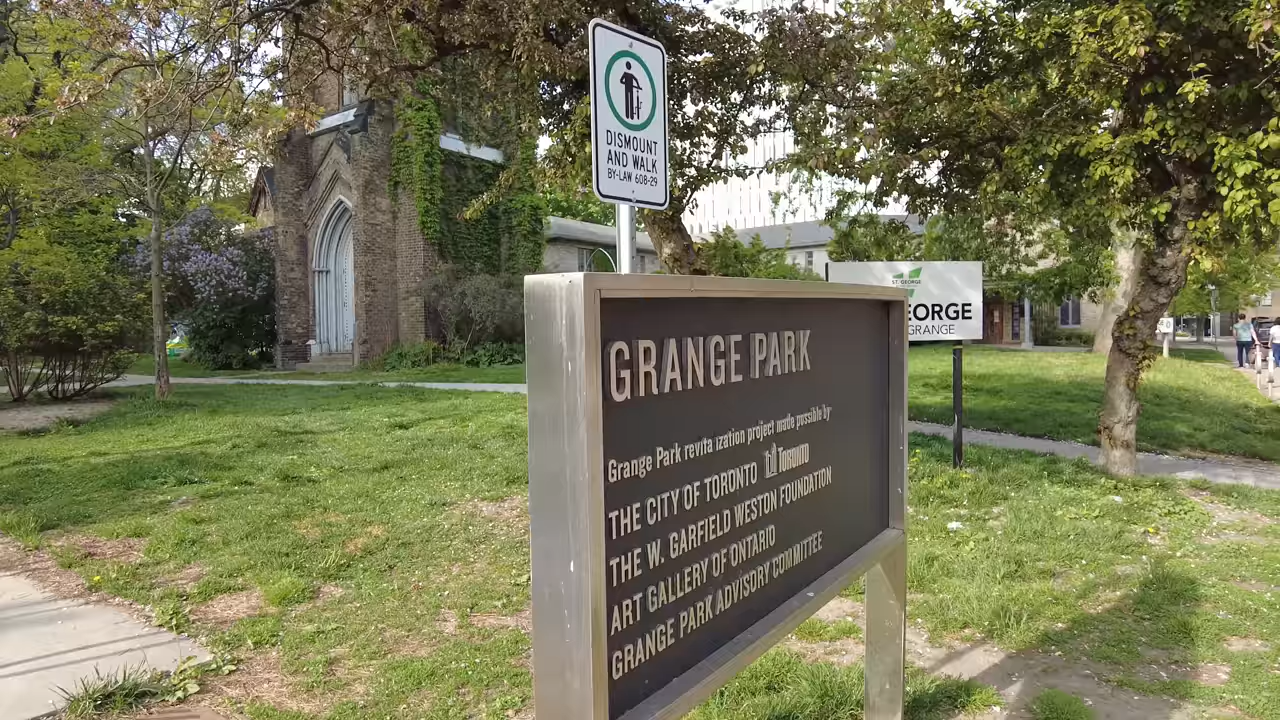 DISMOUNT
AND WALK
BY-LAW 608-29
GRANGE PARK
Grange Park revita ization project made possible by
THE CITY OF TORONTO TORONTO
THE W. GARFIELD WESTON FOUNDATION
ART GALLERY OF ONTARIO
GRANGE PARK ADVISORY COMMITTEE
ST. GEORGE
EORGE
GRANGE